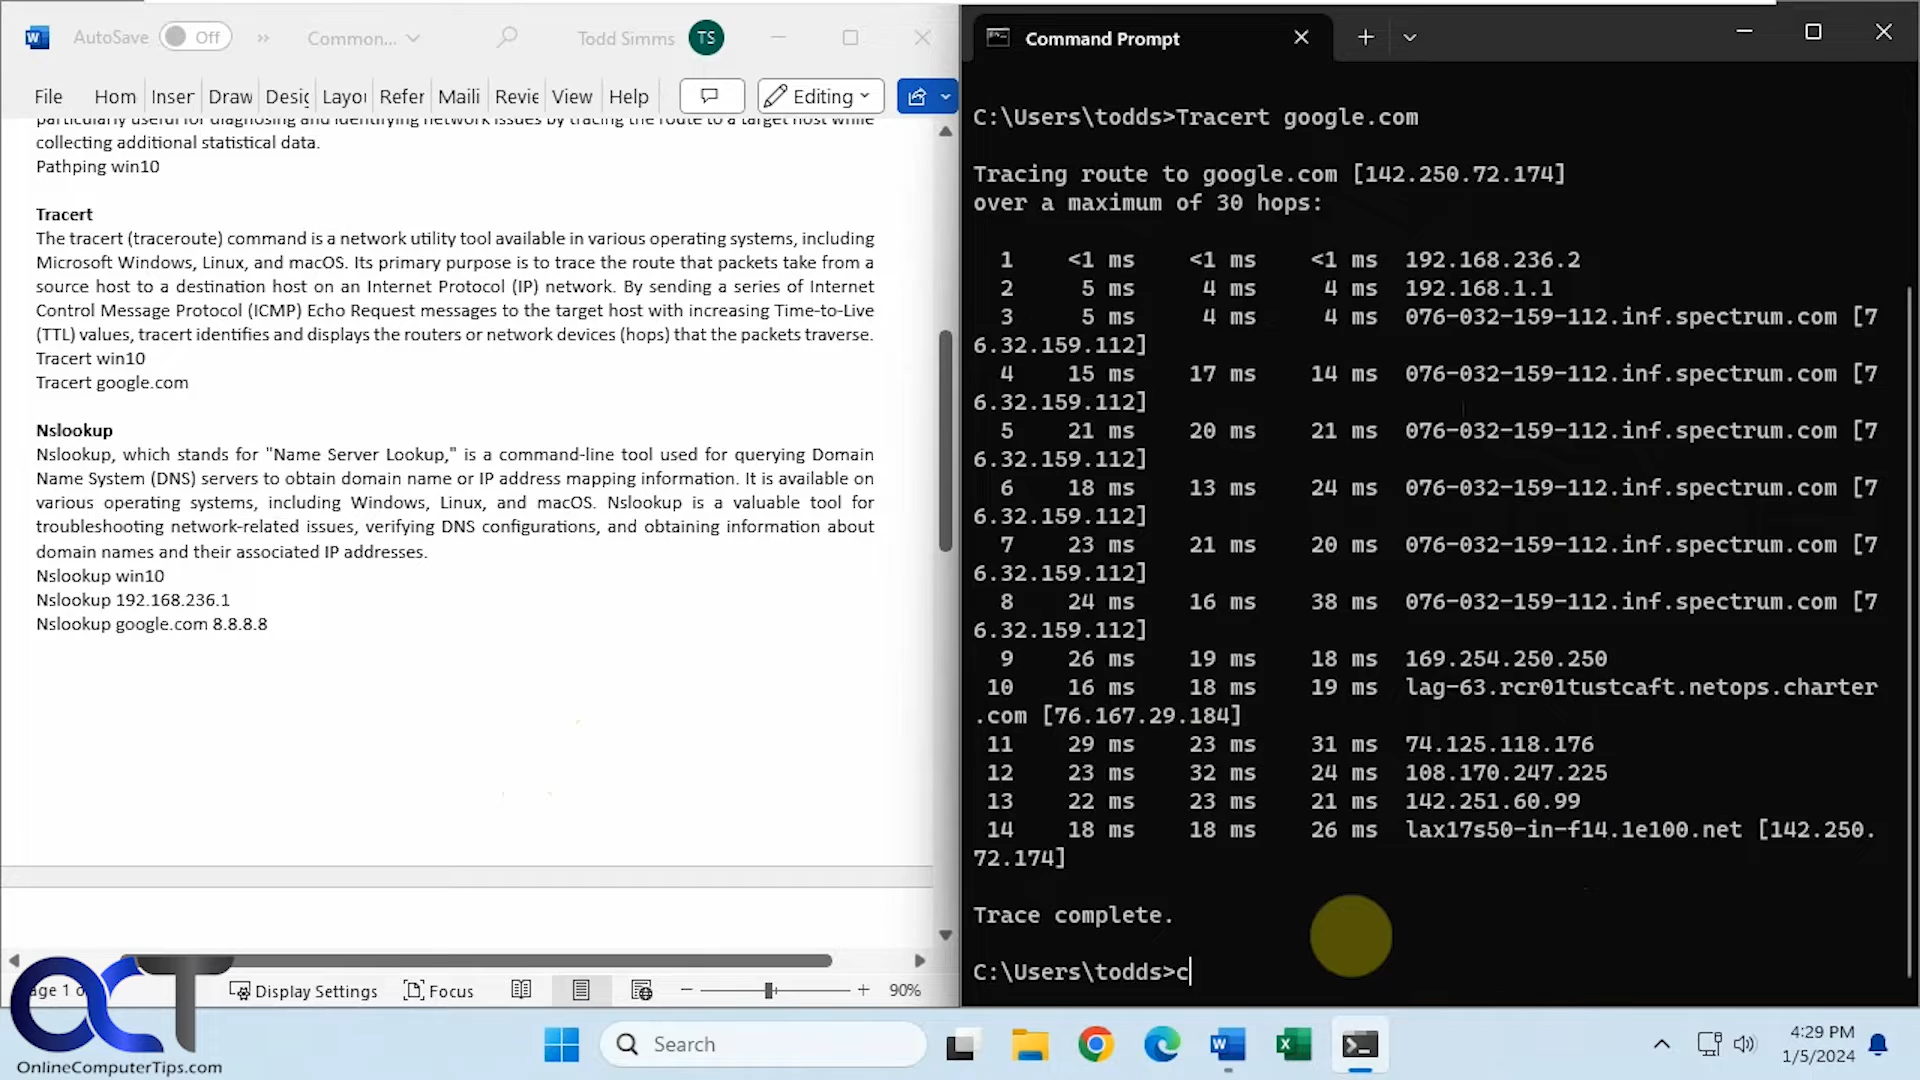 AutoSave Off Common... Todd Simms TS
File Hom Inser Draw Desig Layou Refer Maili Revie View Help Editing
particularly useful for diagnosing and identifying network issues by tracing the route to a target host while
collecting additional statistical data.
Pathping win10
Tracert
The tracert (traceroute) command is a network utility tool available in various operating systems, including
Microsoft Windows, Linux, and macOS. Its primary purpose is to trace the route that packets take from a
source host to a destination host on an Internet Protocol (IP) network. By sending a series of Internet
Control Message Protocol (ICMP) Echo Request messages to the target host with increasing Time-to-Live
(TTL) values, tracert identifies and displays the routers or network devices (hops) that the packets traverse.
Tracert win10
Tracert google.com
Nslookup
Nslookup, which stands for "Name Server Lookup," is a command-line tool used for querying Domain
Name System (DNS) servers to obtain domain name or IP address mapping information. It is available on
various operating systems, including Windows, Linux, and macOS. Nslookup is a valuable tool for
troubleshooting network-related issues, verifying DNS configurations, and obtaining information about
domain names and their associated IP addresses.
Nslookup win10
Nslookup 192.168.236.1
Nslookup google.com 8.8.8.8
age 1 o Display Settings Focus 90%
OCT
OnlineComputerTips.com
Command Prompt
C:\Users\todds>Tracert google.com
Tracing route to google.com [142.250.72.174]
over a maximum of 30 hops:
1 <1 ms <1 ms <1 ms 192.168.236.2
2 5 ms 4 ms 4 ms 192.168.1.1
3 5 ms 4 ms 4 ms 076-032-159-112.inf.spectrum.com [7
6.32.159.112]
4 15 ms 17 ms 14 ms 076-032-159-112.inf.spectrum.com [7
6.32.159.112]
5 21 ms 20 ms 21 ms 076-032-159-112.inf.spectrum.com [7
6.32.159.112]
6 18 ms 13 ms 24 ms 076-032-159-112.inf.spectrum.com [7
6.32.159.112]
7 23 ms 21 ms 20 ms 076-032-159-112.inf.spectrum.com [7
6.32.159.112]
8 24 ms 16 ms 38 ms 076-032-159-112.inf.spectrum.com [7
6.32.159.112]
9 26 ms 19 ms 18 ms 169.254.250.250
10 16 ms 18 ms 19 ms lag-63.rcr01tustcaft.netops.charter
.com [76.167.29.184]
11 29 ms 23 ms 31 ms 74.125.118.176
12 23 ms 32 ms 24 ms 108.170.247.225
13 22 ms 23 ms 21 ms 142.251.60.99
14 18 ms 18 ms 26 ms lax17s50-in-f14.1e100.net [142.250.
72.174]
Trace complete.
C:\Users\todds>c
Search
4:29 PM
1/5/2024